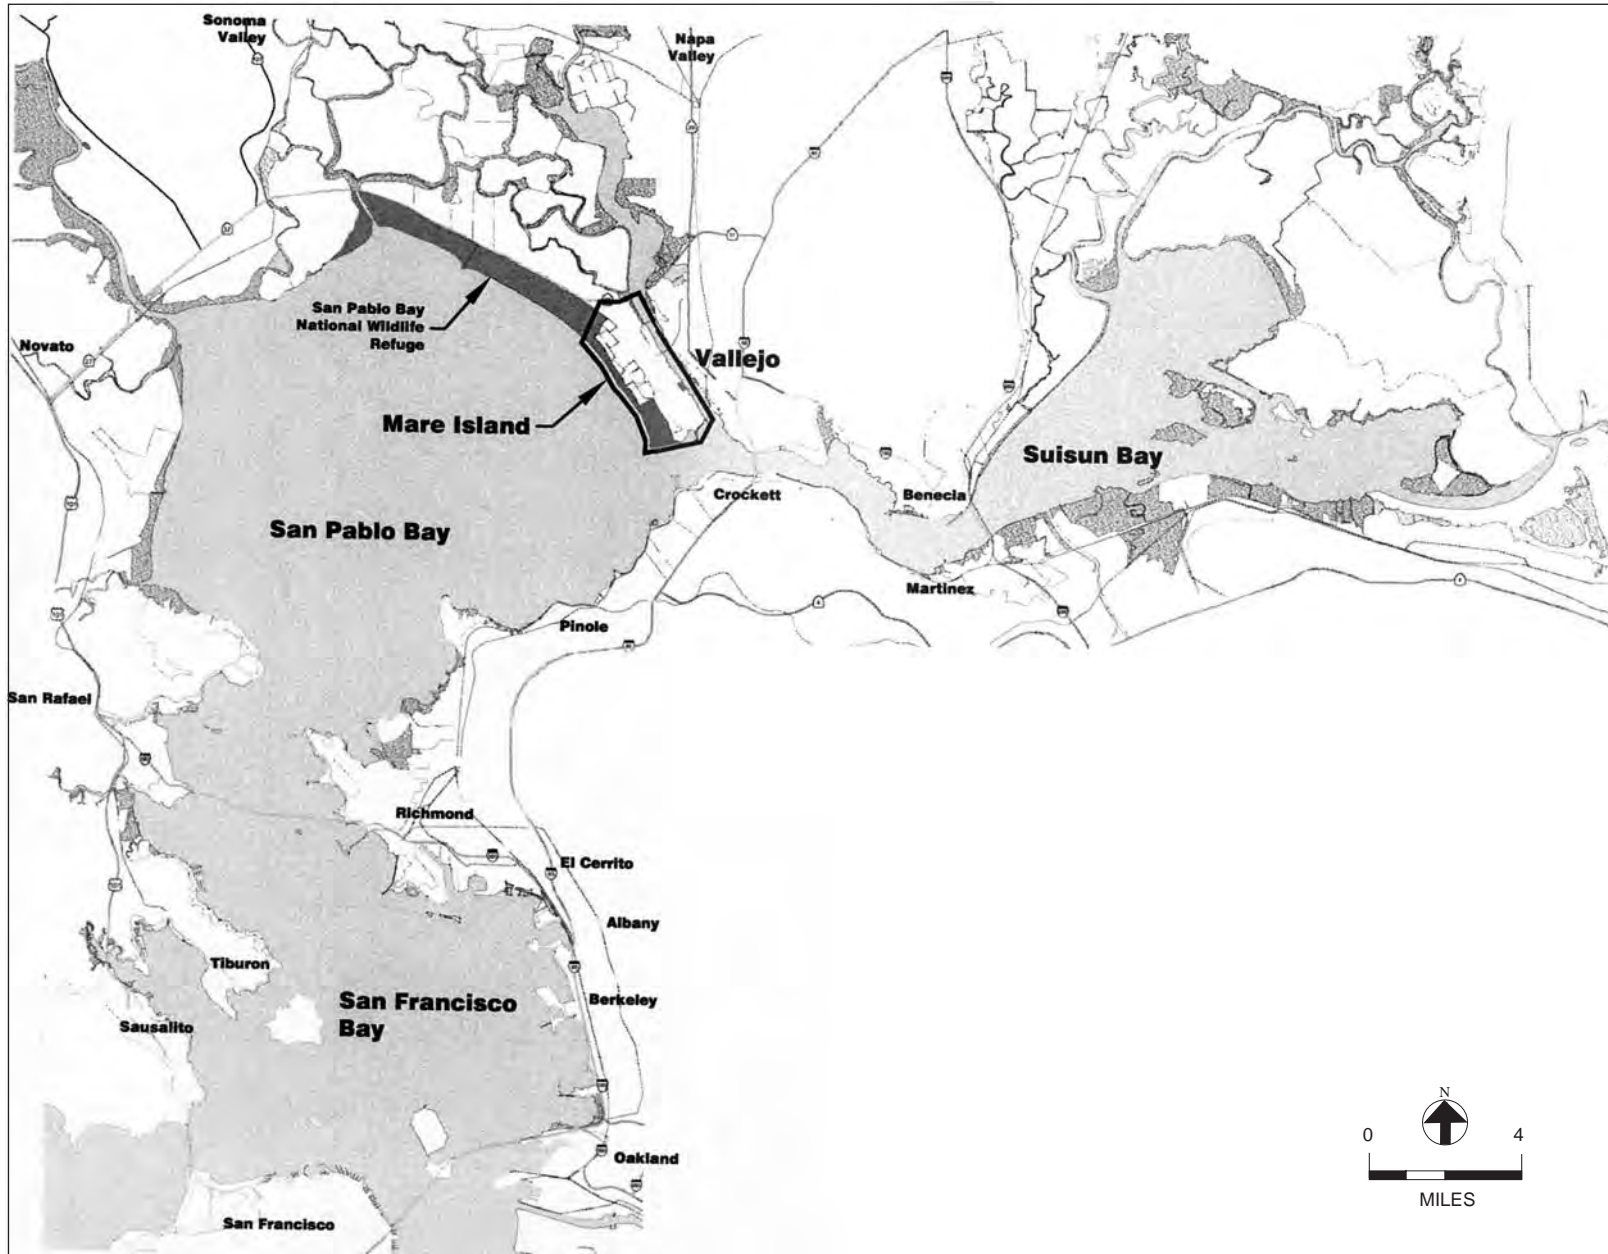 Sonoma
Valley
Napa
Valley
San Pablo Bay
National Wildlife
Refuge
Novato
Vallejo
Mare Island
Suisun Bay
Crockett
Benecia
San Pablo Bay
Martinez
Pinole
San Rafael
Richmond
El Cerrito
Albany
Tiburon
San Francisco
Bay
Berkeley
Sausalito
N
0 4
MILES
Oakland
San Francisco